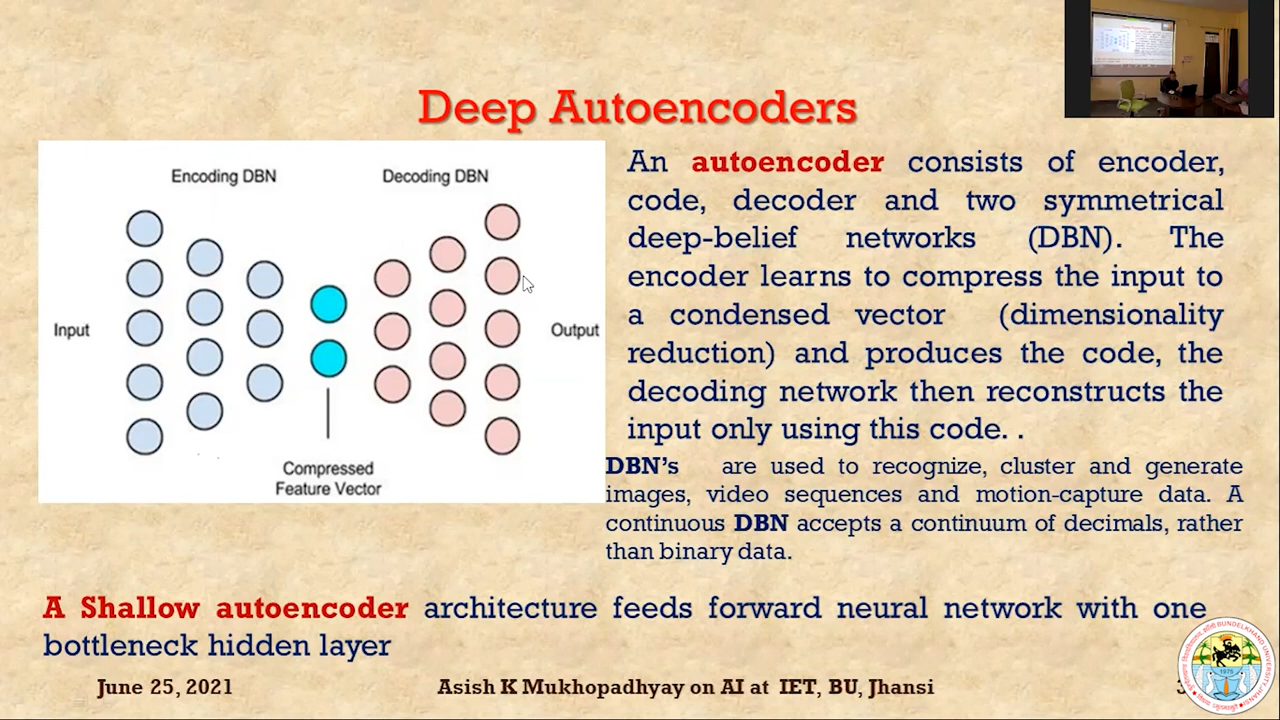 Deep Autoencoders
Encoding DBN
Decoding DBN
Input
Output
Compressed
Feature Vector
An autoencoder consists of encoder,
code, decoder and two symmetrical
deep-belief networks (DBN). The
encoder learns to compress the input to
a condensed vector (dimensionality
reduction) and produces the code, the
decoding network then reconstructs the
input only using this code. .
DBN's are used to recognize, cluster and generate
images, video sequences and motion-capture data. A
continuous DBN accepts a continuum of decimals, rather
than binary data.
A Shallow autoencoder architecture feeds forward neural network with one
bottleneck hidden layer
June 25, 2021
Asish K Mukhopadhyay on AI at IET, BU, Jhansi
BUNDELKHAND UNIVERSITY JHANSI
1975